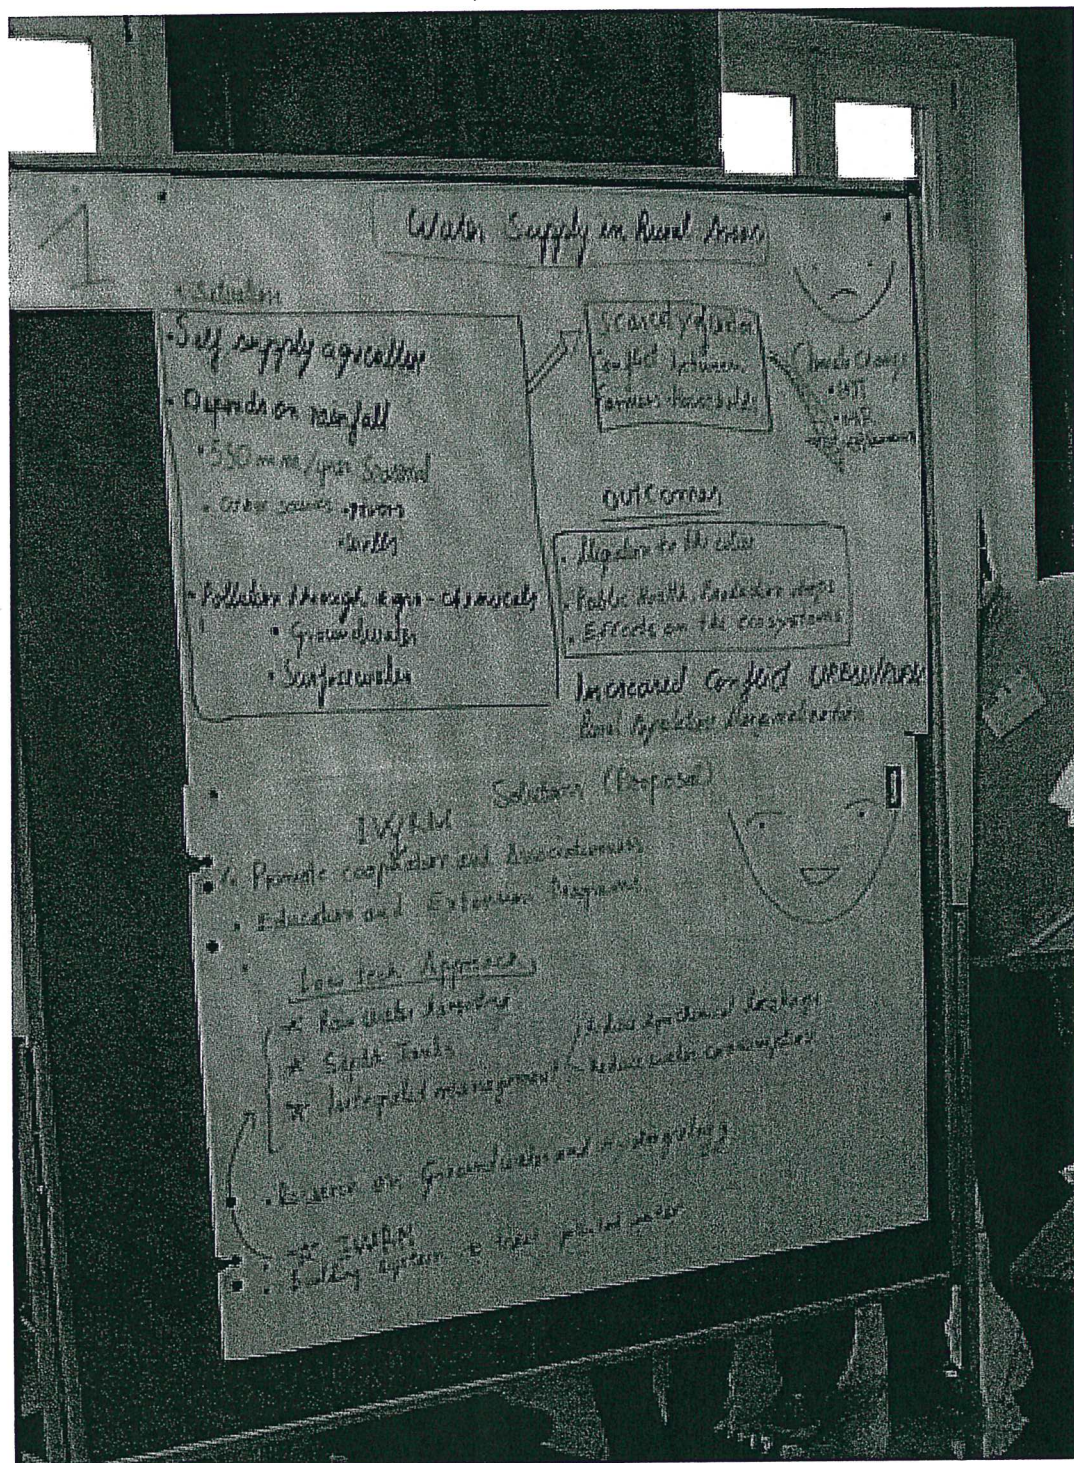 1
Water Supply in Rural Areas
• Situation
• Self supply agriculture
• Depends on rainfall
• 550 mm/year Seasonal
• other sources • Rivers
• Wells
• Pollution through agro-chemicals
• Groundwater
• Surfacewater
Scarcity of water
Conflict between
farmers-households
Climate Change
outcomes
• Migration to the cities
• Public Health, Production drops
• Effects on the ecosystems
Increased conflict urban/rural
Rural Population Marginalization
Solution (Proposal)
IWRM
• Promote cooperation and Associations
• Education and Extension Programs
Low tech Approach
* Rain water harvesting
* Septic Tanks
* Integrated management
- Reduce water consumption
• Research on Groundwater and
* IWRM
• Building system to treat polluted water